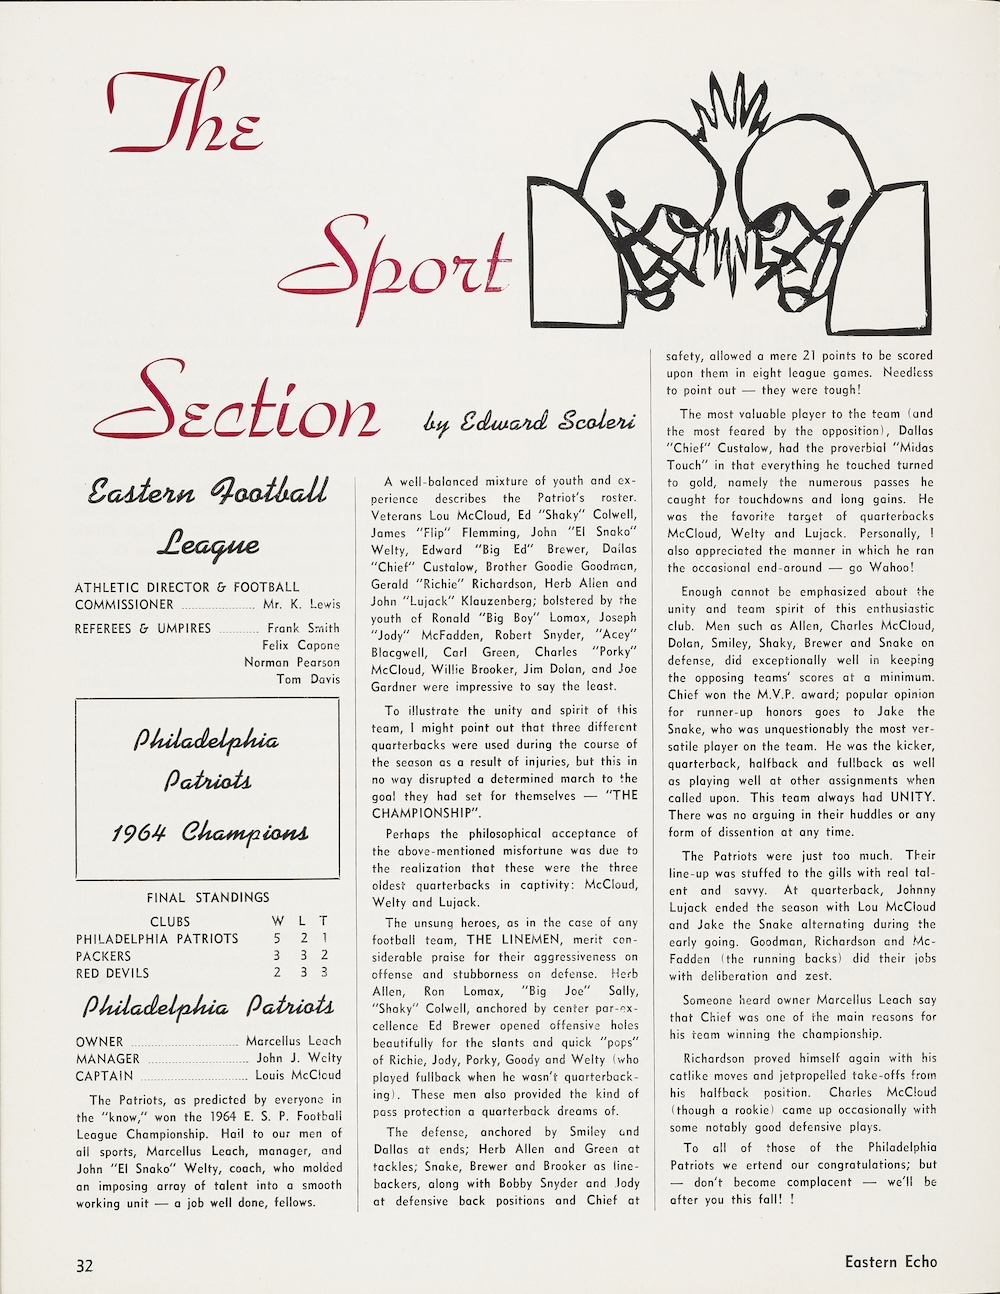 The
Sport
Section
by Edward Scoleri
Eastern Football
League
ATHLETIC DIRECTOR & FOOTBALL
COMMISSIONER ........ Mr. K. Lewis
REFEREES & UMPIRES ........ Frank Smith
Felix Capone
Norman Pearson
Tom Davis
Philadelphia
Patriots
1964 Champions
FINAL STANDINGS
CLUBS W L T
PHILADELPHIA PATRIOTS 5 2 1
PACKERS 3 3 2
RED DEVILS 2 3 3
Philadelphia Patriots
OWNER ........ Marcellus Leach
MANAGER ........ John J. Welty
CAPTAIN ........ Louis McCloud
The Patriots, as predicted by everyone in
the "know," won the 1964 E. S. P. Football
League Championship. Hail to our men of
all sports, Marcellus Leach, manager, and
John "El Snako" Welty, coach, who molded
an imposing array of talent into a smooth
working unit — a job well done, fellows.
A well-balanced mixture of youth and ex-
perience describes the Patriot's roster.
Veterans Lou McCloud, Ed "Shaky" Colwell,
James "Flip" Flemming, John "El Snako"
Welty, Edward "Big Ed" Brewer, Dallas
"Chief" Custalow, Brother Goodie Goodman,
Gerald "Richie" Richardson, Herb Allen and
John "Lujack" Klauzenberg; bolstered by the
youth of Ronald "Big Boy" Lomax, Joseph
"Jody" McFadden, Robert Snyder, "Acey"
Blacgwell, Carl Green, Charles "Porky"
McCloud, Willie Brooker, Jim Dolan, and Joe
Gardner were impressive to say the least.
To illustrate the unity and spirit of this
team, I might point out that three different
quarterbacks were used during the course of
the season as a result of injuries, but this in
no way disrupted a determined march to the
goal they had set for themselves — "THE
CHAMPIONSHIP".
Perhaps the philosophical acceptance of
the above-mentioned misfortune was due to
the realization that these were the three
oldest quarterbacks in captivity: McCloud,
Welty and Lujack.
The unsung heroes, as in the case of any
football team, THE LINEMEN, merit con-
siderable praise for their aggressiveness on
offense and stubbornness on defense. Herb
Allen, Ron Lomax, "Big Joe" Sally,
"Shaky" Colwell, anchored by center par-ex-
cellence Ed Brewer opened offensive holes
beautifully for the slants and quick "pops"
of Richie, Jody, Porky, Goody and Welty (who
played fullback when he wasn't quarterback-
ing). These men also provided the kind of
pass protection a quarterback dreams of.
The defense, anchored by Smiley and
Dallas at ends; Herb Allen and Green at
tackles; Snake, Brewer and Brooker as line-
backers, along with Bobby Snyder and Jody
at defensive back positions and Chief at
safety, allowed a mere 21 points to be scored
upon them in eight league games. Needless
to point out — they were tough!
The most valuable player to the team (and
the most feared by the opposition), Dallas
"Chief" Custalow, had the proverbial "Midas
Touch" in that everything he touched turned
to gold, namely the numerous passes he
caught for touchdowns and long gains. He
was the favorite target of quarterbacks
McCloud, Welty and Lujack. Personally, I
also appreciated the manner in which he ran
the occasional end-around — go Wahoo!
Enough cannot be emphasized about the
unity and team spirit of this enthusiastic
club. Men such as Allen, Charles McCloud,
Dolan, Smiley, Shaky, Brewer and Snake on
defense, did exceptionally well in keeping
the opposing teams' scores at a minimum.
Chief won the M.V.P. award; popular opinion
for runner-up honors goes to Jake the
Snake, who was unquestionably the most ver-
satile player on the team. He was the kicker,
quarterback, halfback and fullback as well
as playing well at other assignments when
called upon. This team always had UNITY.
There was no arguing in their huddles or any
form of dissention at any time.
The Patriots were just too much. Their
line-up was stuffed to the gills with real tal-
ent and savvy. At quarterback, Johnny
Lujack ended the season with Lou McCloud
and Jake the Snake alternating during the
early going. Goodman, Richardson and Mc-
Fadden (the running backs) did their jobs
with deliberation and zest.
Someone heard owner Marcellus Leach say
that Chief was one of the main reasons for
his team winning the championship.
Richardson proved himself again with his
catlike moves and jetpropelled take-offs from
his halfback position. Charles McCloud
(though a rookie) came up occasionally with
some notably good defensive plays.
To all of those of the Philadelphia
Patriots we ertend our congratulations; but
— don't become complacent — we'll be
after you this fall! !
32
Eastern Echo